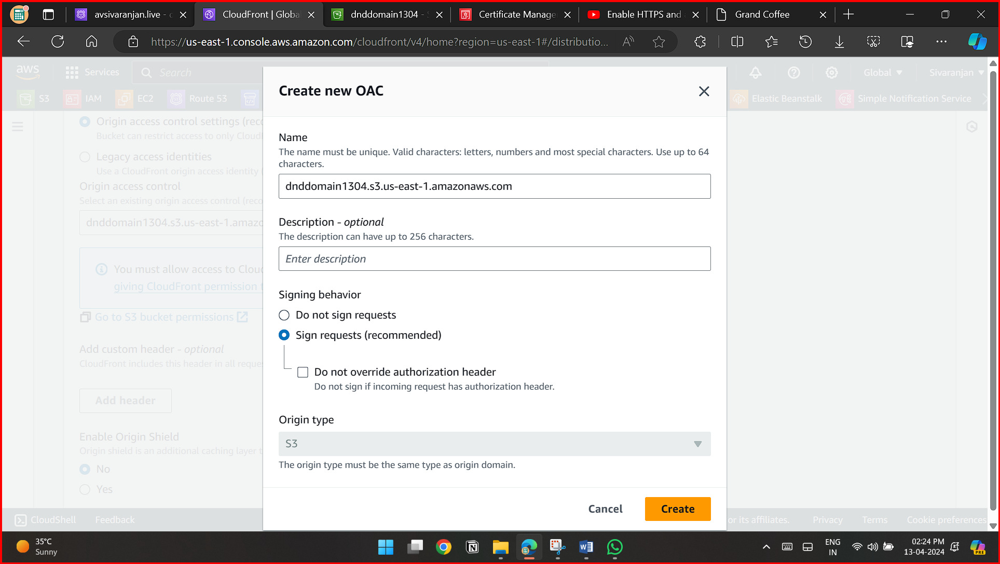 avsivaranjan.live -
CloudFront | Globa
dnddomain1304 -
Certificate Manage
Enable HTTPS and
Grand Coffee
https://us-east-1.console.aws.amazon.com/cloudfront/v4/home?region=us-east-1#/distributio...
aws
Services
Search
Global
Sivaranjan
S3
IAM
EC2
Route 53
Elastic Beanstalk
Simple Notification Service
Origin access control settings (reco
Bucket can restrict access to only Cloud
Legacy access identities
Use a CloudFront origin access identity (
Origin access control
Select an existing origin access control (reco
dnddomain1304.s3.us-east-1.amazo
You must allow access to Clou
giving CloudFront permission t
Go to S3 bucket permissions
Add custom header - optional
CloudFront includes this header in all reque
Add header
Enable Origin Shield
Origin shield is an additional caching layer t
No
Yes
Create new OAC
Name
The name must be unique. Valid characters: letters, numbers and most special characters. Use up to 64
characters.
dnddomain1304.s3.us-east-1.amazonaws.com
Description - optional
The description can have up to 256 characters.
Enter description
Signing behavior
Do not sign requests
Sign requests (recommended)
Do not override authorization header
Do not sign if incoming request has authorization header.
Origin type
S3
The origin type must be the same type as origin domain.
Cancel
Create
CloudShell
Feedback
or its affiliates.
Privacy
Terms
Cookie preferences
35°C
Sunny
ENG
IN
02:24 PM
13-04-2024
PRE